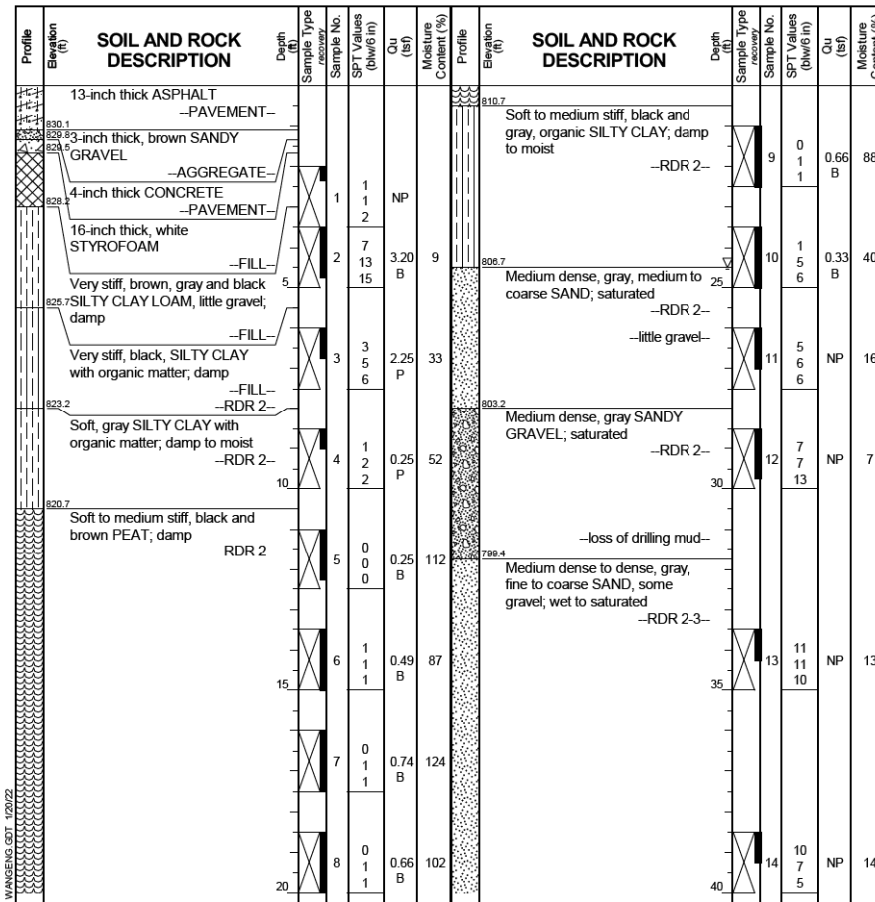 Profile
Elevation
(ft)
SOIL AND ROCK
DESCRIPTION
Depth
(ft)
Sample Type
recovery
Sample No.
SPT Values
(blw/6 in)
Qu
(tsf)
Moisture
Content (%)
13-inch thick ASPHALT
--PAVEMENT--
830.1
829.8
3-inch thick, brown SANDY
GRAVEL
829.5
--AGGREGATE--
4-inch thick CONCRETE
--PAVEMENT--
828.2
16-inch thick, white
STYROFOAM
--FILL--
Very stiff, brown, gray and black
825.7
SILTY CLAY LOAM, little gravel;
damp
--FILL--
Very stiff, black, SILTY CLAY
with organic matter; damp
--FILL--
823.2
--RDR 2--
Soft, gray SILTY CLAY with
organic matter; damp to moist
--RDR 2--
820.7
Soft to medium stiff, black and
brown PEAT; damp
RDR 2
5
10
15
20
1
1
1
2
NP
2
7
13
15
3.20
B
9
3
3
5
6
2.25
P
33
4
1
2
2
0.25
P
52
5
0
0
0
0.25
B
112
6
1
1
1
0.49
B
87
7
0
1
1
0.74
B
124
8
0
1
1
0.66
B
102
Profile
Elevation
(ft)
SOIL AND ROCK
DESCRIPTION
Depth
(ft)
Sample Type
recovery
Sample No.
SPT Values
(blw/6 in)
Qu
(tsf)
Moisture
810.7
Soft to medium stiff, black and
gray, organic SILTY CLAY; damp
to moist
--RDR 2--
806.7
Medium dense, gray, medium to
coarse SAND; saturated
--RDR 2--
--little gravel--
803.2
Medium dense, gray SANDY
GRAVEL; saturated
--RDR 2--
--loss of drilling mud--
799.4
Medium dense to dense, gray,
fine to coarse SAND, some
gravel; wet to saturated
--RDR 2-3--
25
30
35
40
9
0
1
1
0.66
B
88
10
1
5
6
0.33
B
40
11
5
6
6
NP
16
12
7
7
13
NP
7
13
11
11
10
NP
13
14
10
7
5
NP
14
WANGENG.GDT 1/20/22